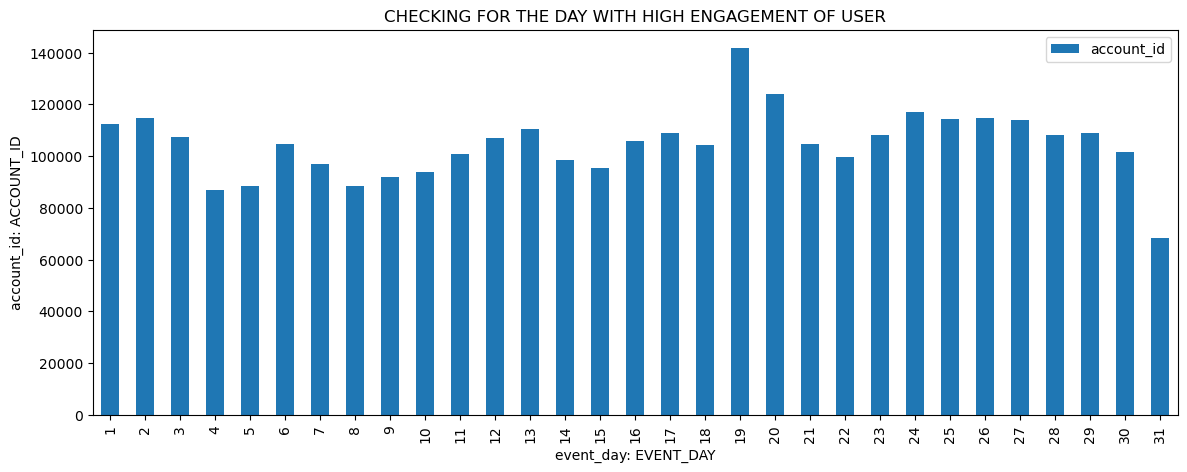 CHECKING FOR THE DAY WITH HIGH ENGAGEMENT OF USER
account_id
account_id: ACCOUNT_ID
140000
120000
100000
80000
60000
40000
20000
0
1 2 3 4 5 6 7 8 9 10 11 12 13 14 15 16 17 18 19 20 21 22 23 24 25 26 27 28 29 30 31
event_day: EVENT_DAY